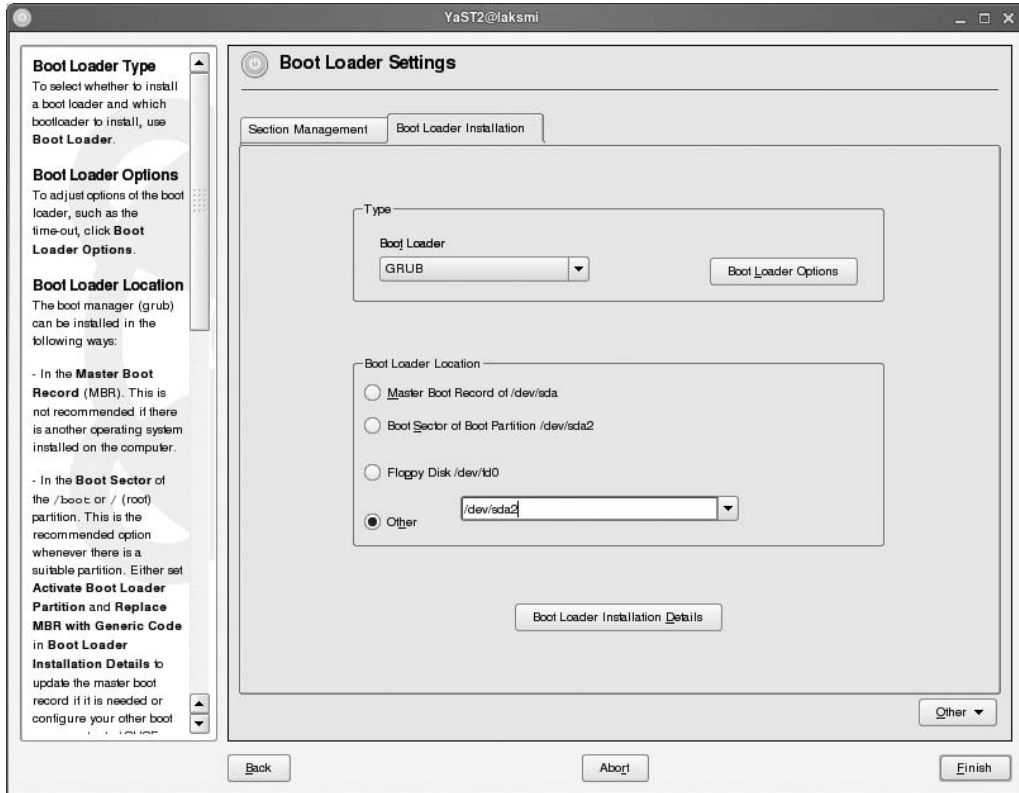 YaST2@laksmi
Boot Loader Type
To select whether to install
a boot loader and which
bootloader to install, use
Boot Loader.
Boot Loader Options
To adjust options of the boot
loader, such as the
time-out, click Boot
Loader Options.
Boot Loader Location
The boot manager (grub)
can be installed in the
following ways:
- In the Master Boot
Record (MBR). This is
not recommended if there
is another operating system
installed on the computer.
- In the Boot Sector of
the /boot or / (root)
partition. This is the
recommended option
whenever there is a
suitable partition. Either set
Activate Boot Loader
Partition and Replace
MBR with Generic Code
in Boot Loader
Installation Details to
update the master boot
record if it is needed or
configure your other boot
Boot Loader Settings
Section Management
Boot Loader Installation
Type
Boot Loader
GRUB
Boot Loader Options
Boot Loader Location
Master Boot Record of /dev/sda
Boot Sector of Boot Partition /dev/sda2
Floppy Disk /dev/fd0
Other
/dev/sda2
Boot Loader Installation Details
Other
Back
Abort
Finish